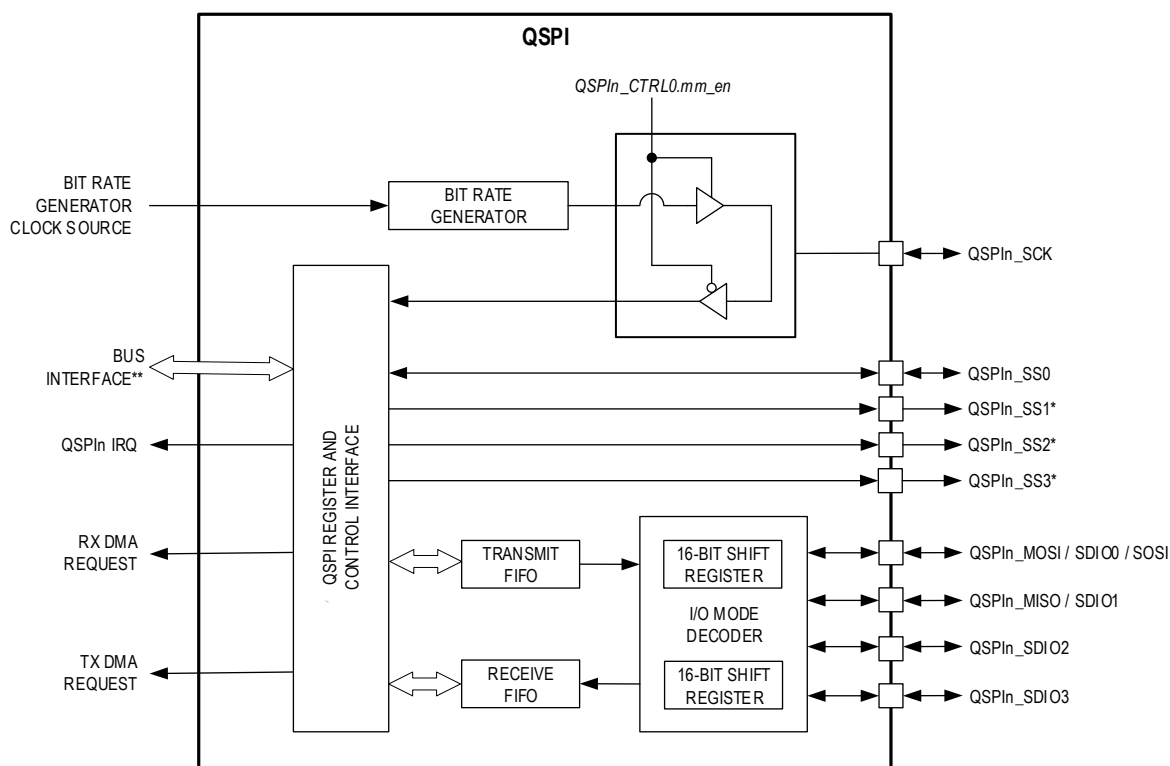 QSPI
QSPIn_CTRL0.mm_en
BIT RATE
GENERATOR
CLOCK SOURCE
BIT RATE
GENERATOR
QSPIn_SCK
BUS
INTERFACE**
QSPIn_SS0
QSPIn_SS1*
QSPIn IRQ
QSPIn_SS2*
QSPIn_SS3*
QSPI REGISTER AND
CONTROL INTERFACE
RX DMA
REQUEST
TRANSMIT
FIFO
16-BIT SHIFT
REGISTER
QSPIn_MOSI / SDIO0 / SOSI
QSPIn_MISO / SDIO1
I/O MODE
DECODER
QSPIn_SDIO2
TX DMA
REQUEST
RECEIVE
FIFO
16-BIT SHIFT
REGISTER
QSPIn_SDIO3